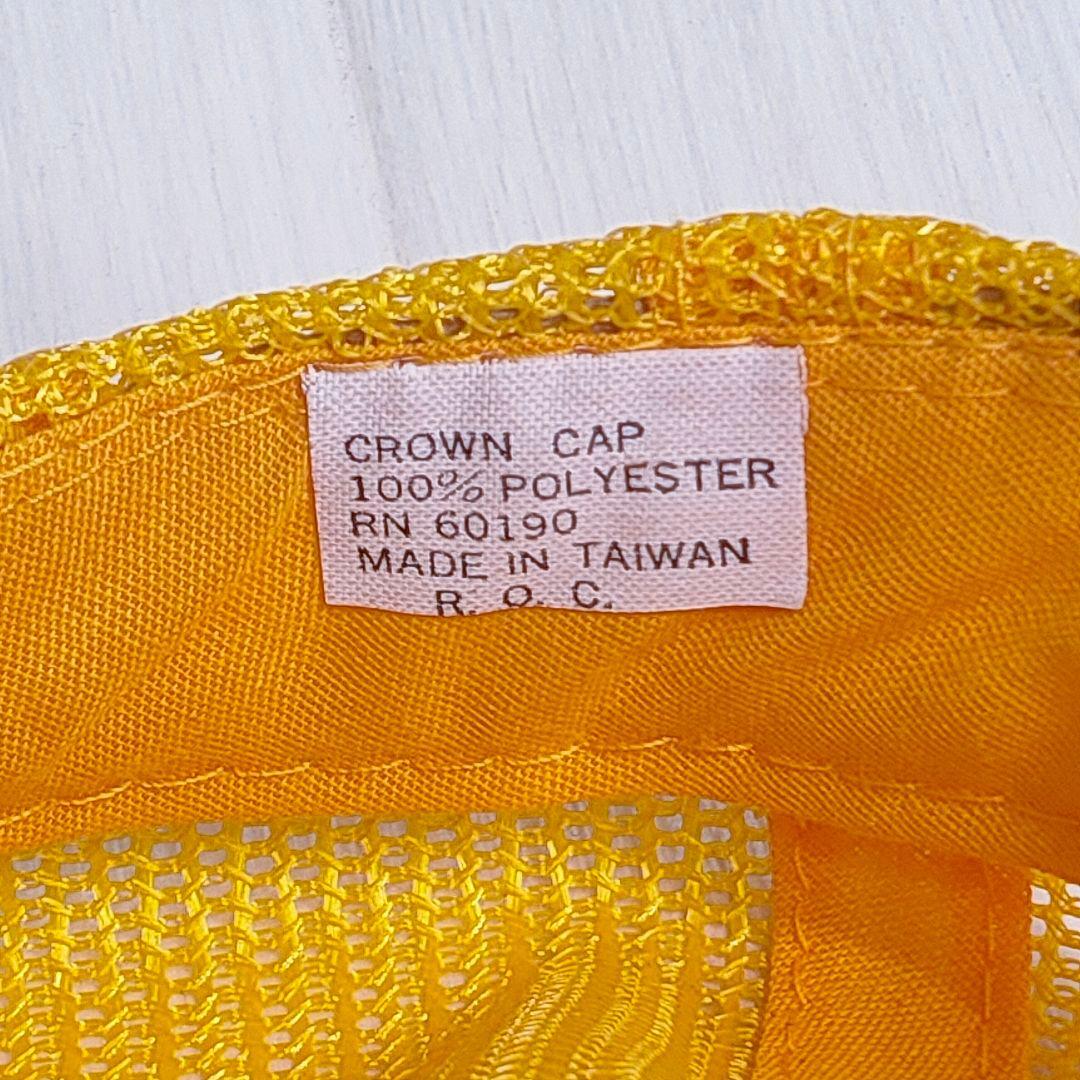 CROWN CAP
100% POLYESTER
RN 60190
MADE IN TAIWAN
R. O. C.